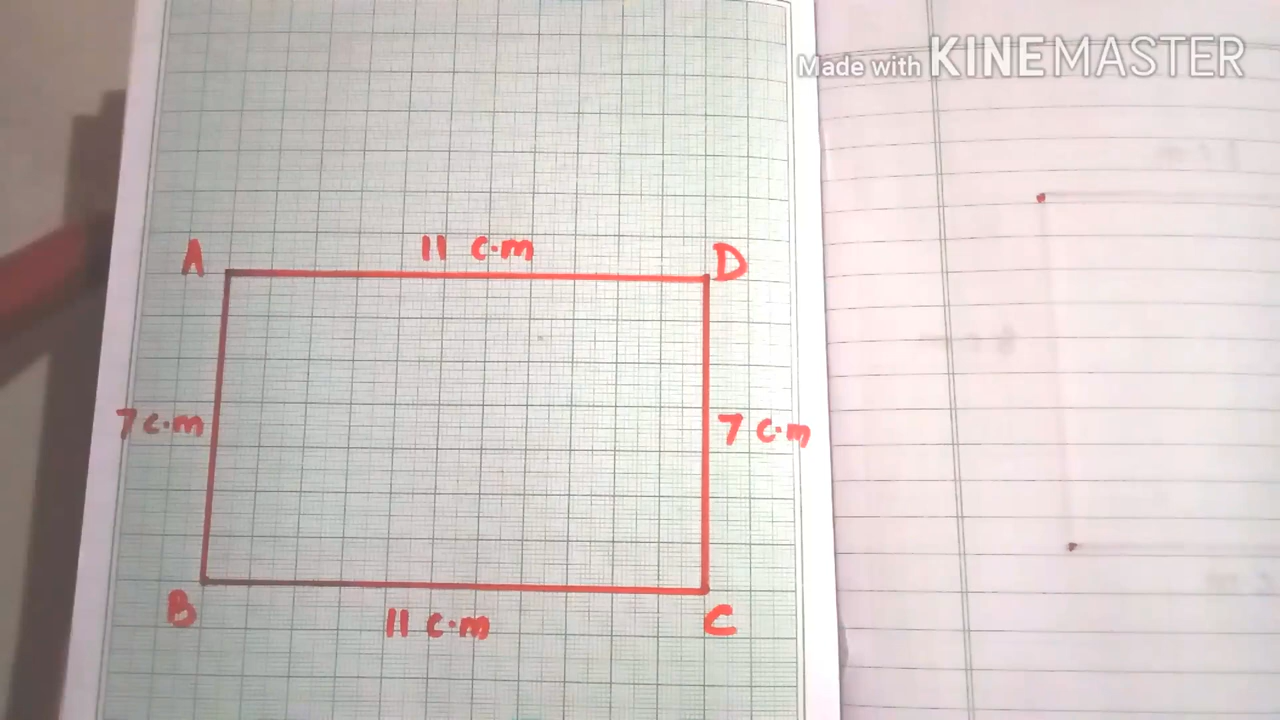 Made with KINEMASTER
11 c.m
A
D
7 c.m
7 c.m
B
11 c.m
C